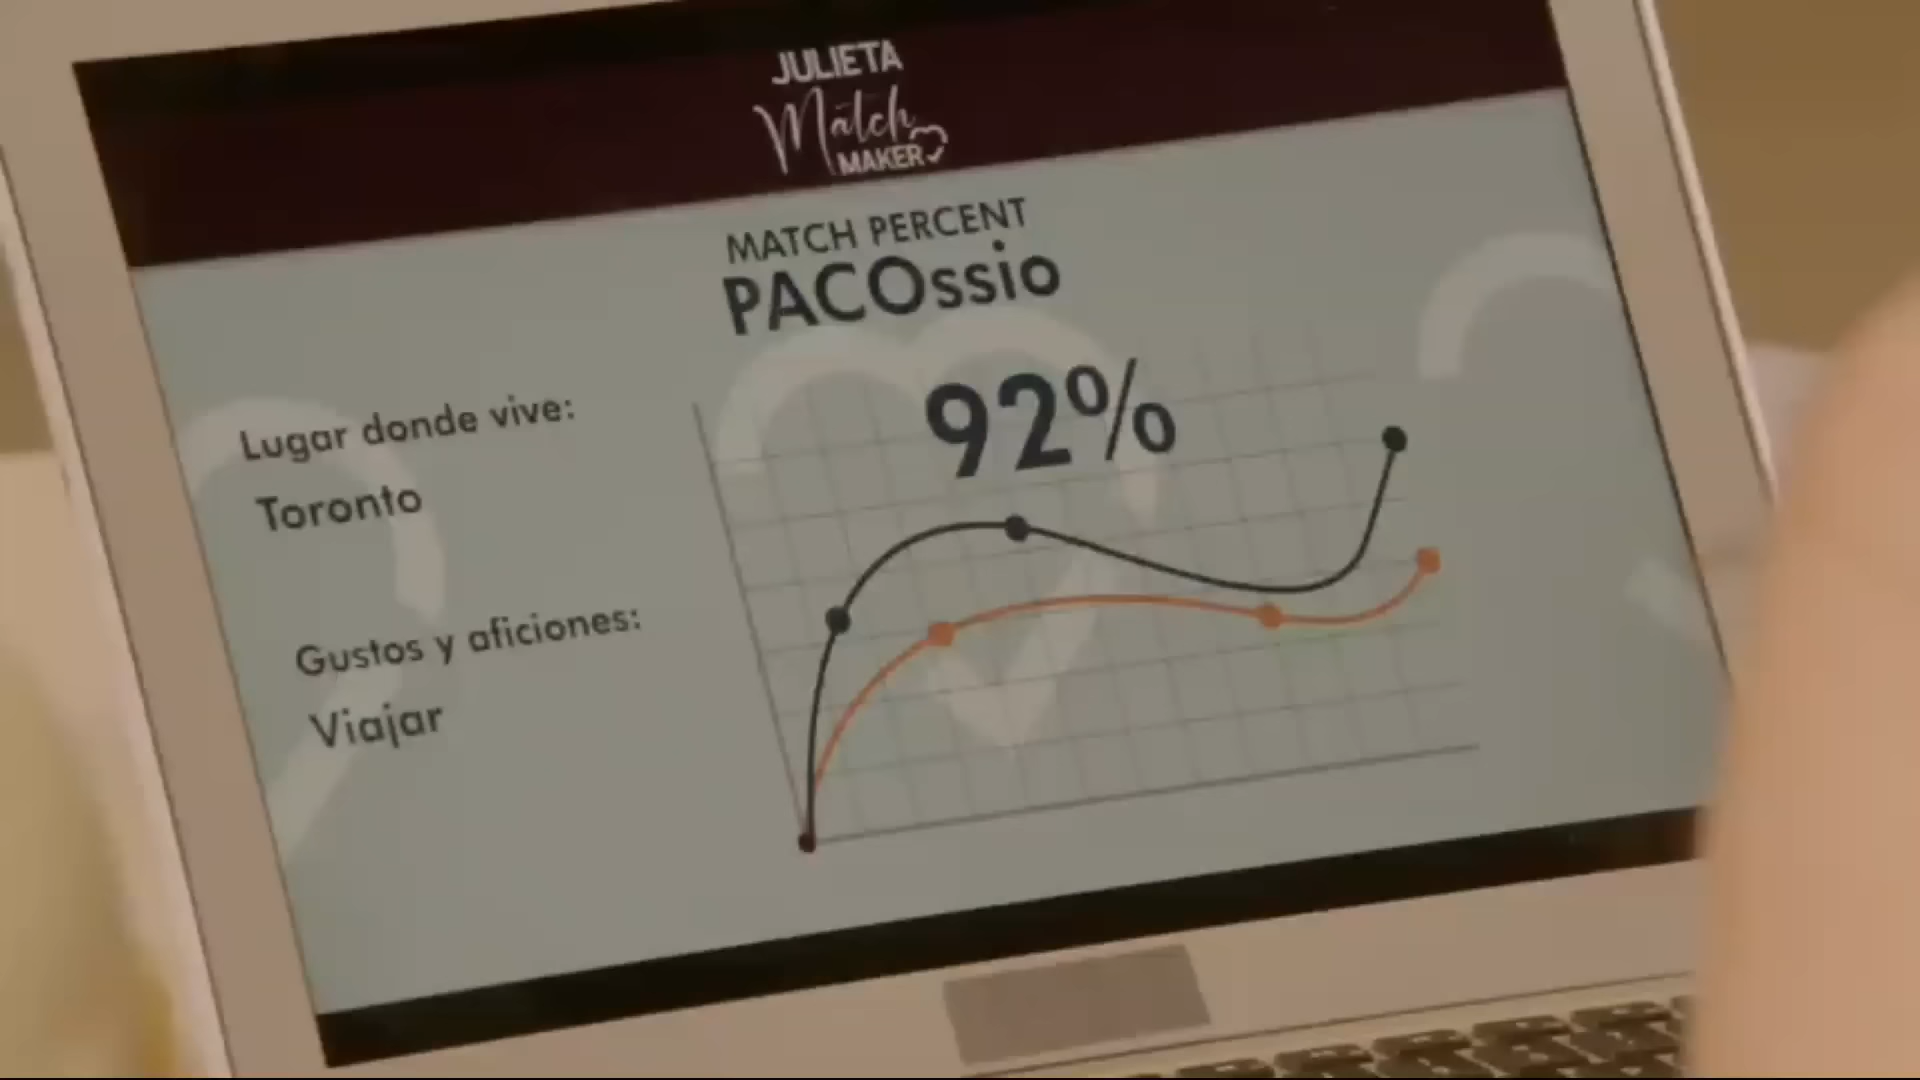 JULIETA
Match
MAKER
MATCH PERCENT
PACOssio
92%
Lugar donde vive:
Toronto
Gustos y aficiones:
Viajar